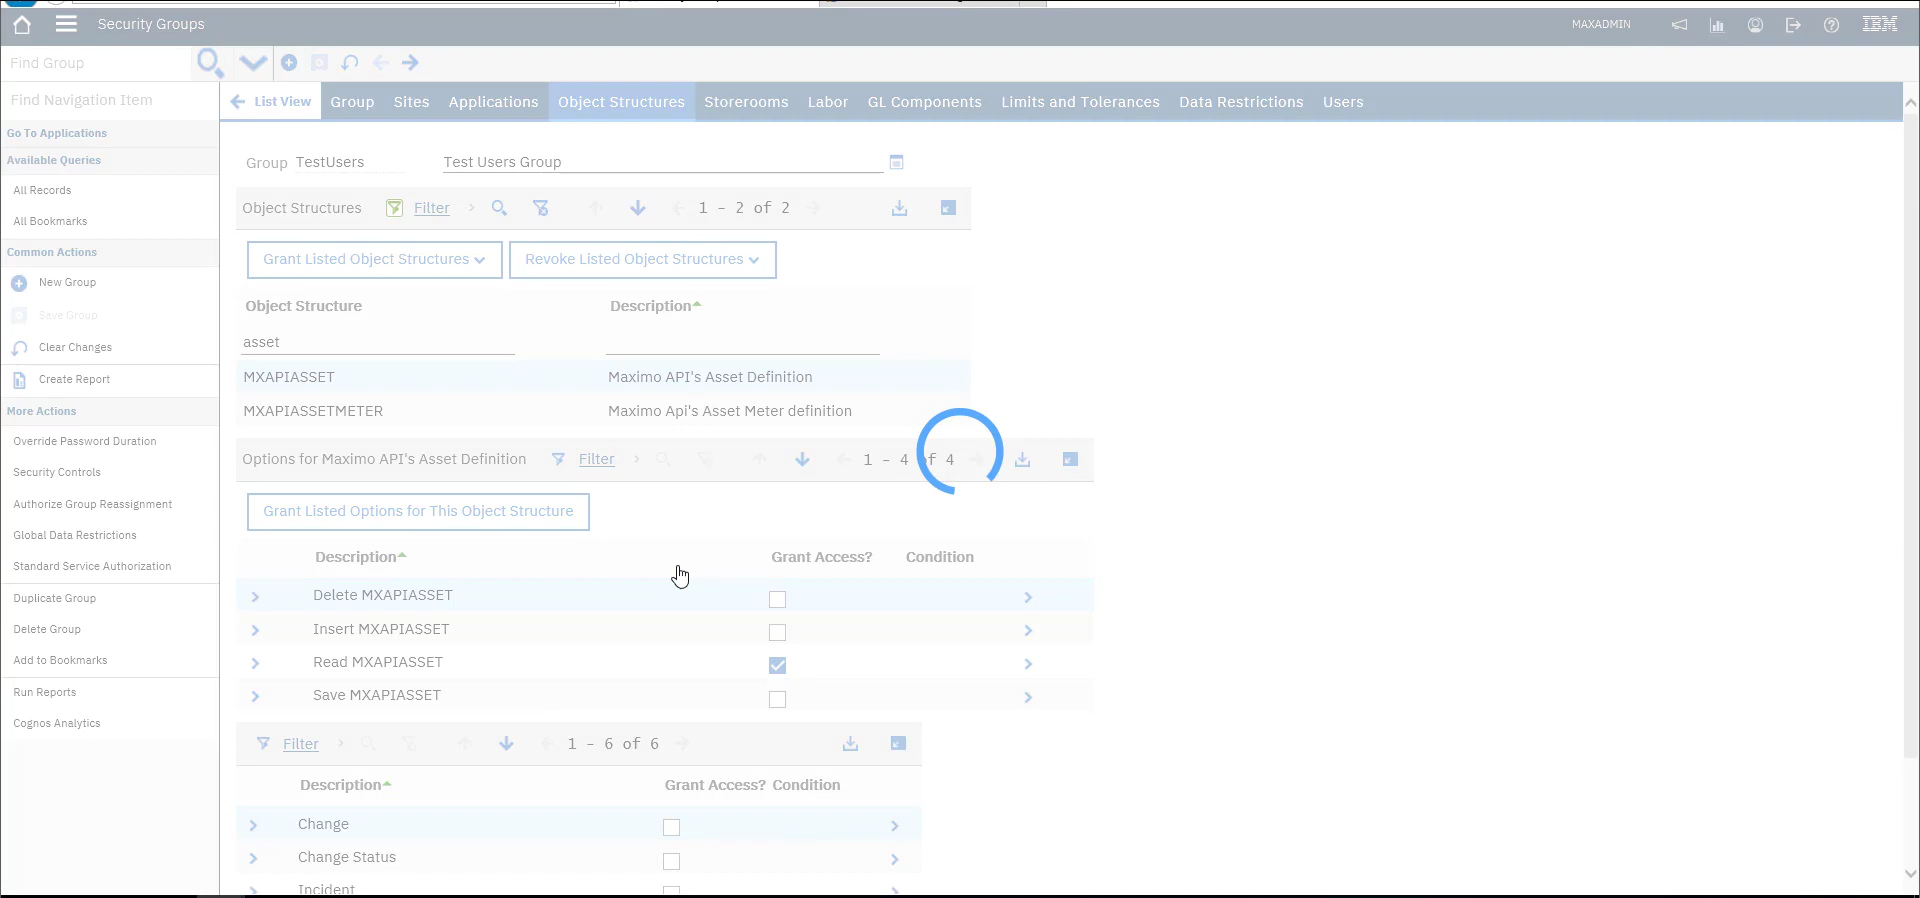 Security Groups MAXADMIN IBM
Find Group
Find Navigation Item
List View Group Sites Applications Object Structures Storerooms Labor GL Components Limits and Tolerances Data Restrictions Users
Go To Applications
Available Queries
All Records
All Bookmarks
Common Actions
New Group
Save Group
Clear Changes
Create Report
More Actions
Override Password Duration
Security Controls
Authorize Group Reassignment
Global Data Restrictions
Standard Service Authorization
Duplicate Group
Delete Group
Add to Bookmarks
Run Reports
Cognos Analytics
Group TestUsers Test Users Group
Object Structures Filter 1 - 2 of 2
Grant Listed Object Structures Revoke Listed Object Structures
Object Structure Description
asset
MXAPIASSET Maximo API's Asset Definition
MXAPIASSETMETER Maximo Api's Asset Meter definition
Options for Maximo API's Asset Definition Filter 1 - 4 of 4
Grant Listed Options for This Object Structure
Description Grant Access? Condition
Delete MXAPIASSET
Insert MXAPIASSET
Read MXAPIASSET
Save MXAPIASSET
Filter 1 - 6 of 6
Description Grant Access? Condition
Change
Change Status
Incident